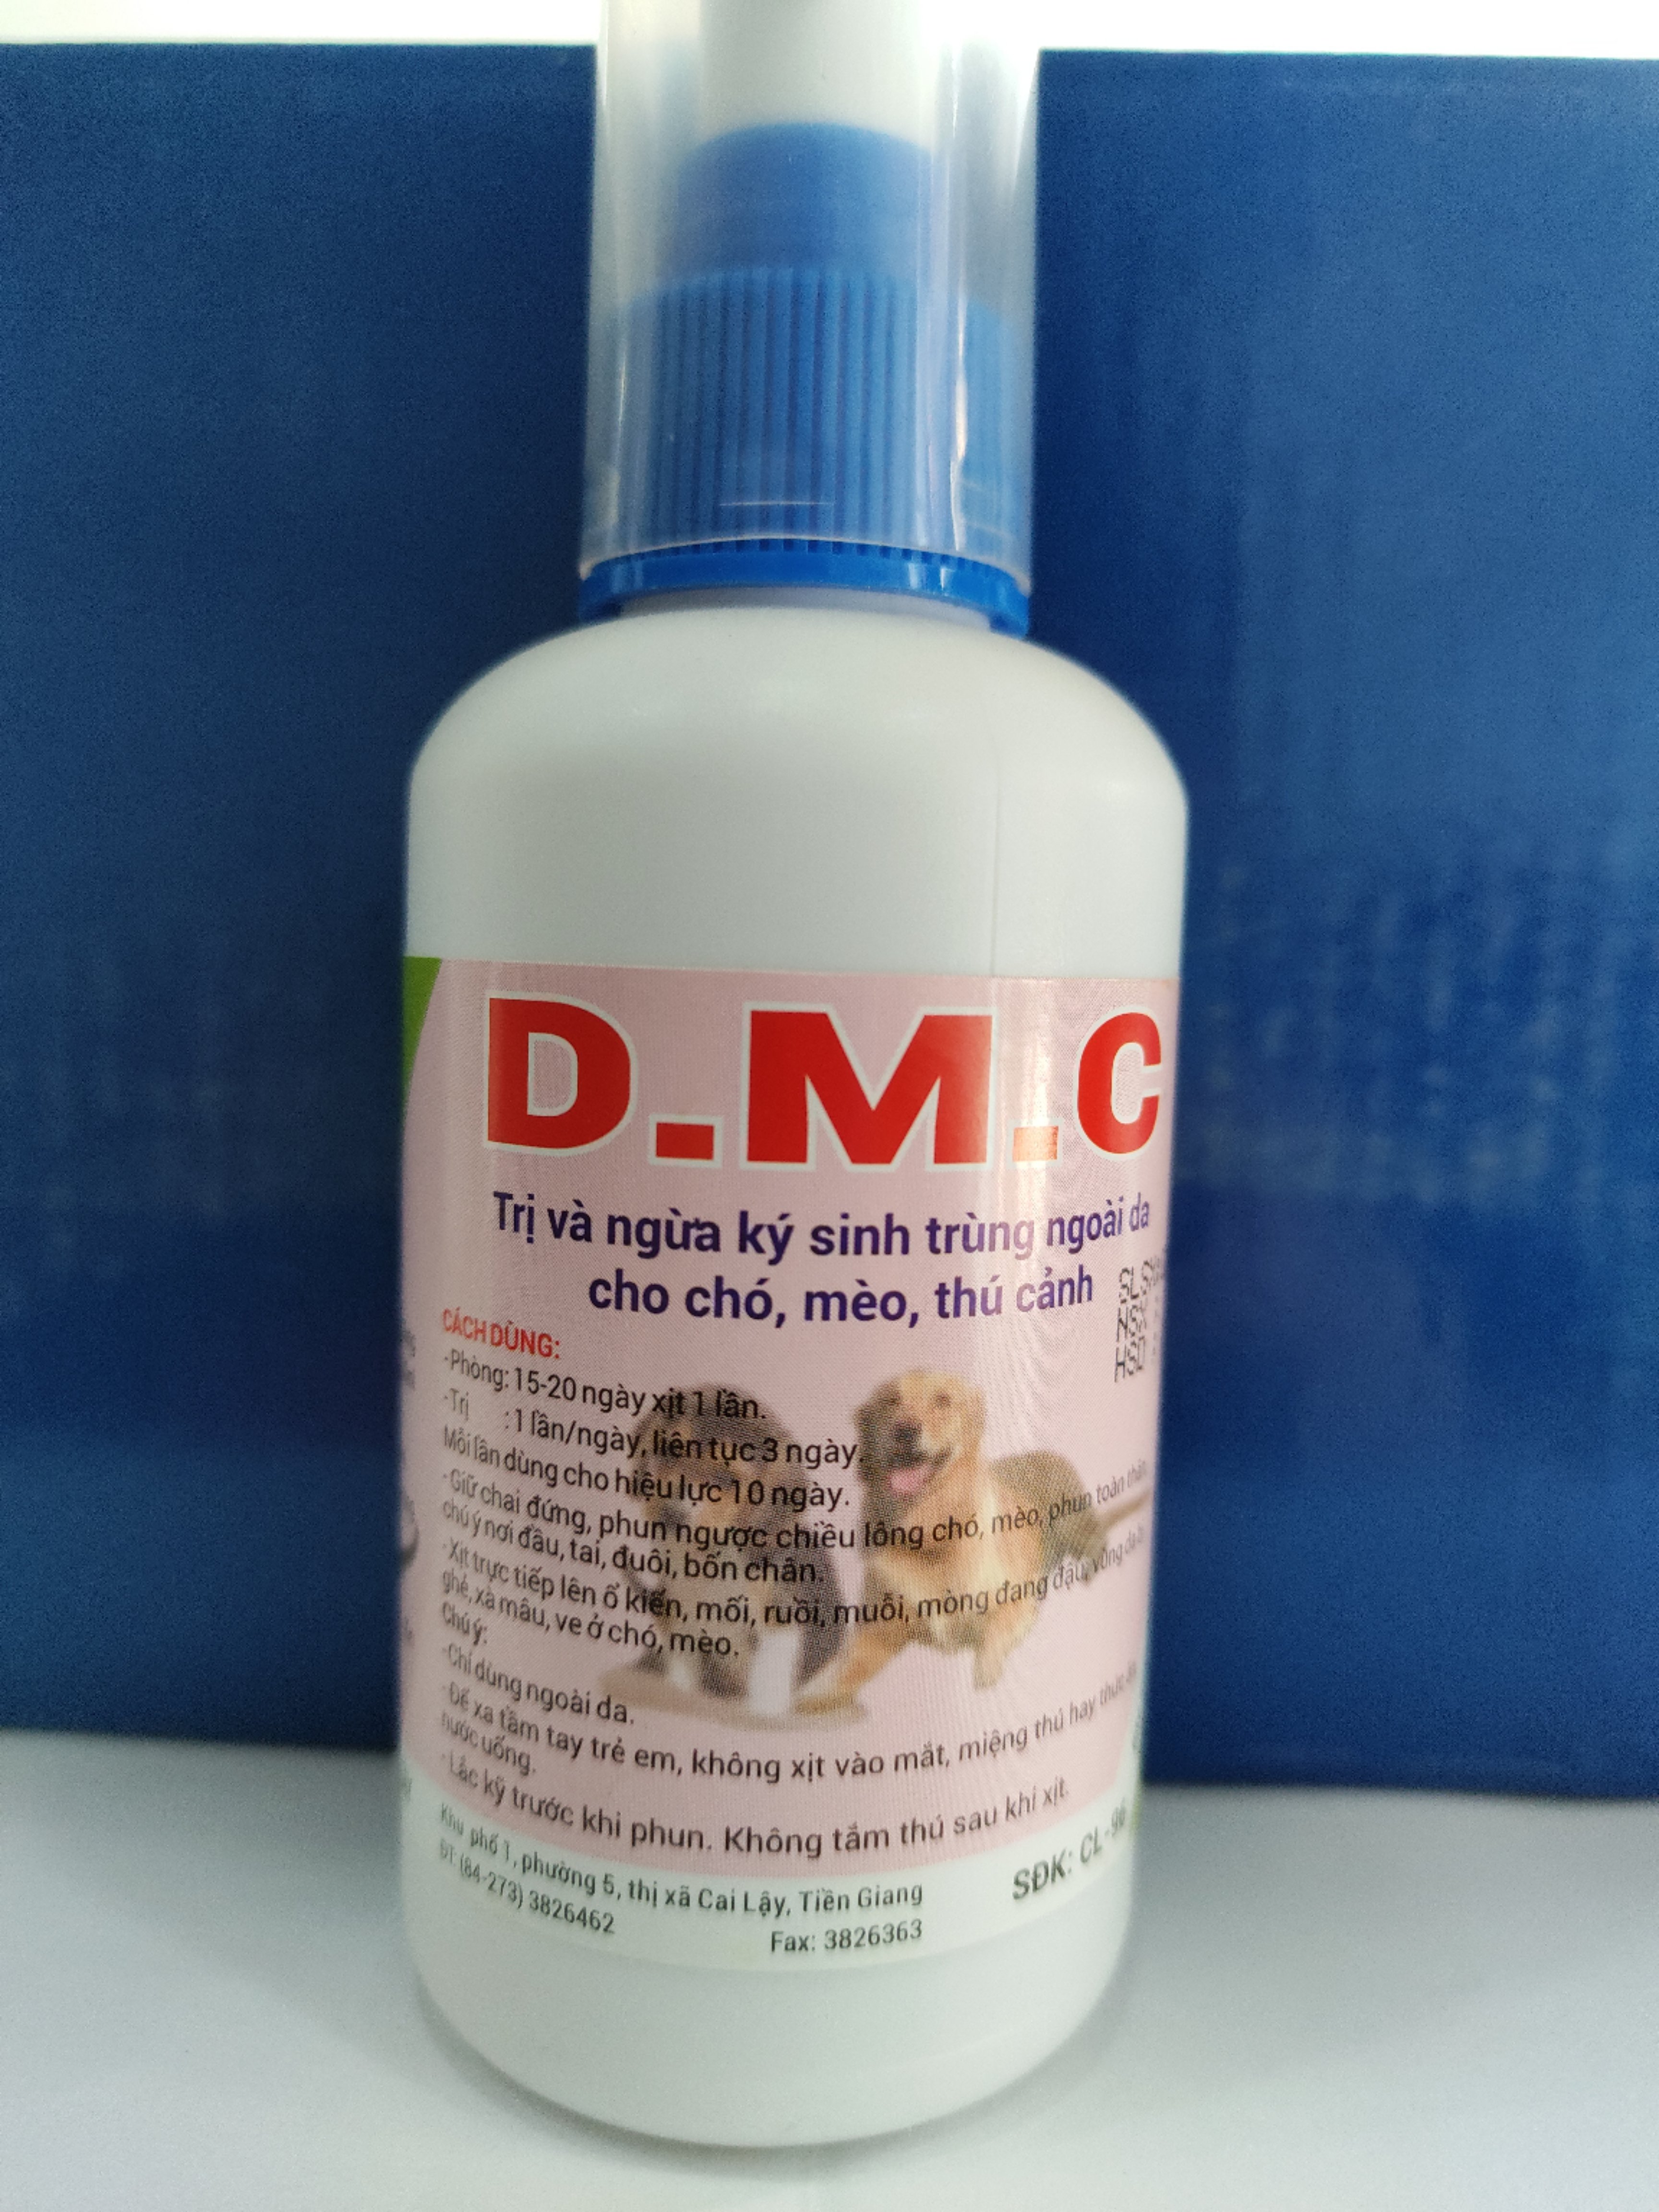 D.M.C
Trị và ngừa ký sinh trùng ngoài da
cho chó, mèo, thú cảnh
NSX
HSD
CÁCH DÙNG:
-Phòng: 15-20 ngày xịt 1 lần.
-Trị : 1 lần/ngày, liên tục 3 ngày.
Mỗi lần dùng cho hiệu lực 10 ngày.
-Giữ chai đứng, phun ngược chiều lông chó, mèo, phun toàn thân,
chú ý nơi đầu, tai, đuôi, bốn chân.
-Xịt trực tiếp lên ổ kiến, mối, ruồi, muỗi, mòng đang đậu, vùng da
ghẻ, xà mâu, ve ở chó, mèo.
Chú ý:
-Chỉ dùng ngoài da.
-Để xa tầm tay trẻ em, không xịt vào mắt, miệng thú hay thức
nước uống.
-Lắc kỹ trước khi phun. Không tắm thú sau khi xịt.
Khu phố 1, phường 5, thị xã Cai Lậy, Tiền Giang
ĐT: (84-273) 3826462 Fax: 3826363
SĐK: CL-96